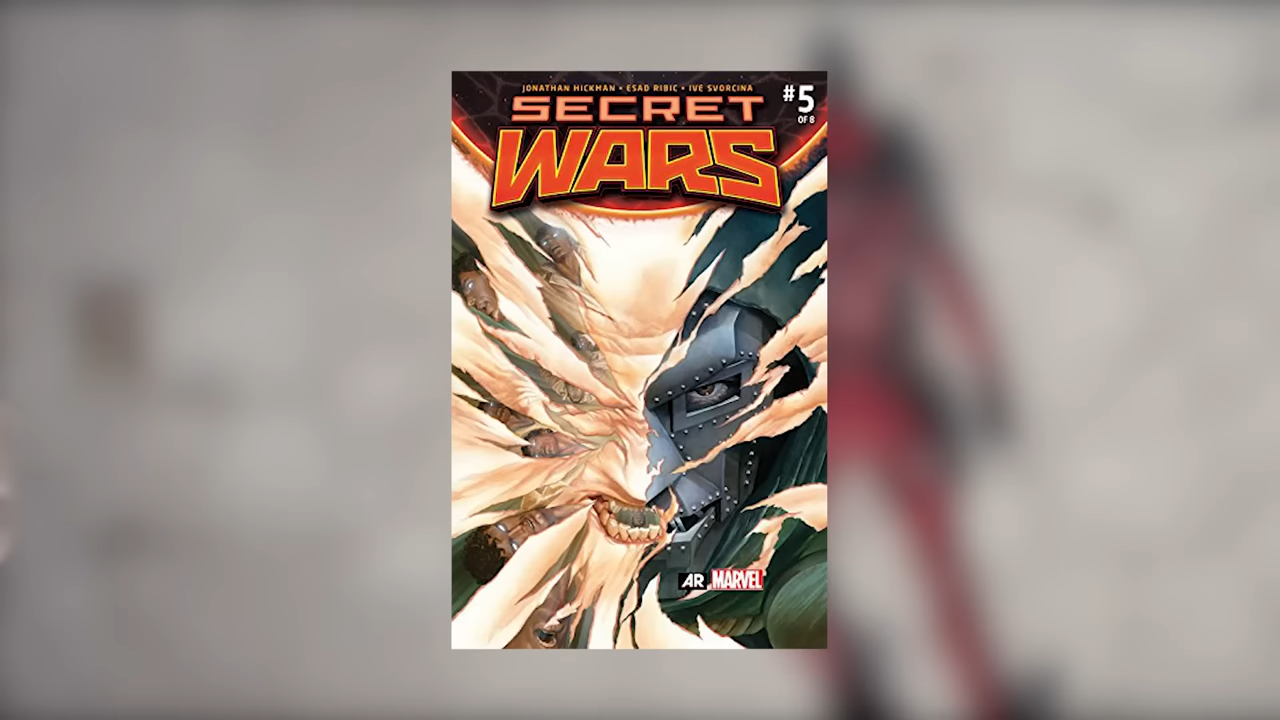 JONATHAN HICKMAN • ESAD RIBIC • IVE SVORCINA
SECRET
WARS
#5
OF 8
AR MARVEL